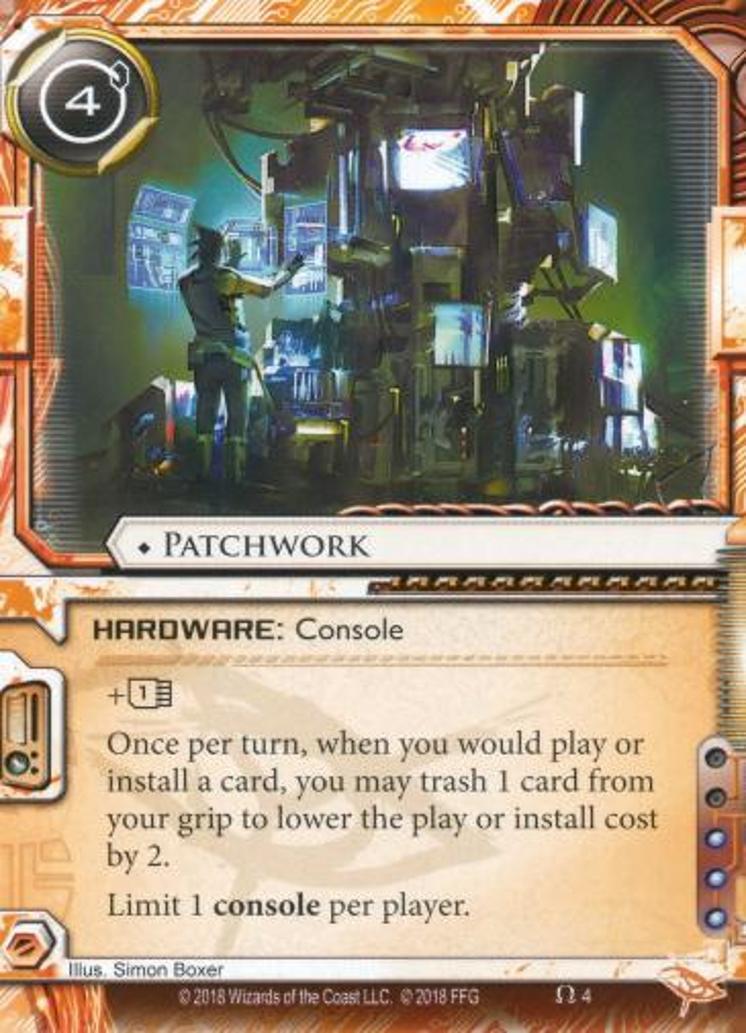 4
⬥ PATCHWORK
HARDWARE: Console
+1
Once per turn, when you would play or
install a card, you may trash 1 card from
your grip to lower the play or install cost
by 2.
Limit 1 console per player.
Illus. Simon Boxer
© 2018 Wizards of the Coast LLC. © 2018 FFG Ω 4